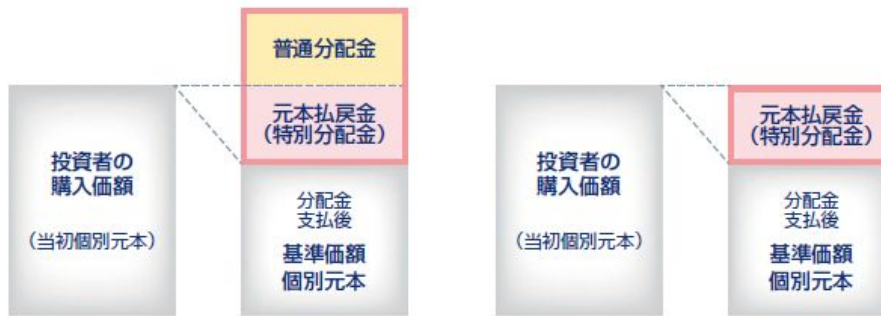 普通分配金
元本払戻金
（特別分配金）
投資者の
購入価額
（当初個別元本）
分配金
支払後
基準価額
個別元本
元本払戻金
（特別分配金）
投資者の
購入価額
（当初個別元本）
分配金
支払後
基準価額
個別元本